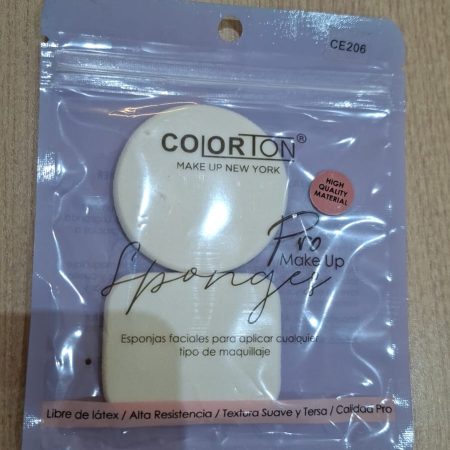 CE206
COLORTON®
MAKE UP NEW YORK
HIGH
QUALITY
MATERIAL
Pro
Make Up
Sponges
Esponjas faciales para aplicar cualquier
tipo de maquillaje
Libre de látex / Alta Resistencia / Textura Suave y Tersa / Calidad Pro